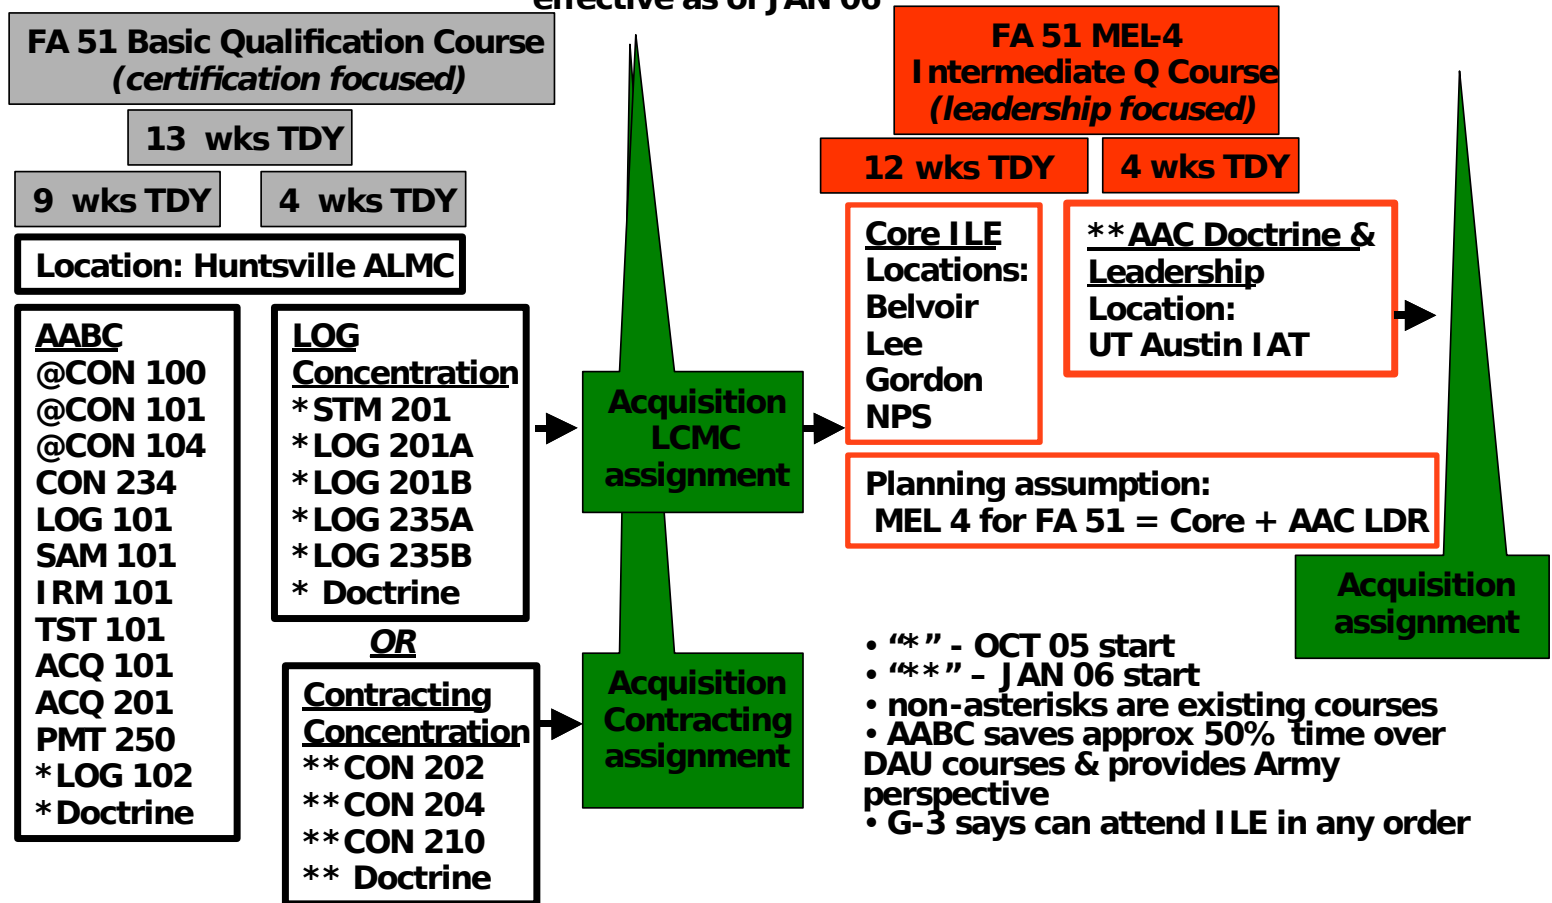 effective as of JAN 06
FA 51 Basic Qualification Course
(certification focused)
13 wks TDY
9 wks TDY
4 wks TDY
Location: Huntsville ALMC
AABC
@CON 100
@CON 101
@CON 104
CON 234
LOG 101
SAM 101
IRM 101
TST 101
ACQ 101
ACQ 201
PMT 250
*LOG 102
*Doctrine
LOG
Concentration
*STM 201
*LOG 201A
*LOG 201B
*LOG 235A
*LOG 235B
* Doctrine
OR
Contracting
Concentration
**CON 202
**CON 204
**CON 210
** Doctrine
Acquisition
LCMC
assignment
Acquisition
Contracting
assignment
FA 51 MEL-4
Intermediate Q Course
(leadership focused)
12 wks TDY
4 wks TDY
Core ILE
Locations:
Belvoir
Lee
Gordon
NPS
**AAC Doctrine &
Leadership
Location:
UT Austin IAT
Planning assumption:
MEL 4 for FA 51 = Core + AAC LDR
Acquisition
assignment
• “*” - OCT 05 start
• “**” – JAN 06 start
• non-asterisks are existing courses
• AABC saves approx 50% time over
DAU courses & provides Army
perspective
• G-3 says can attend ILE in any order